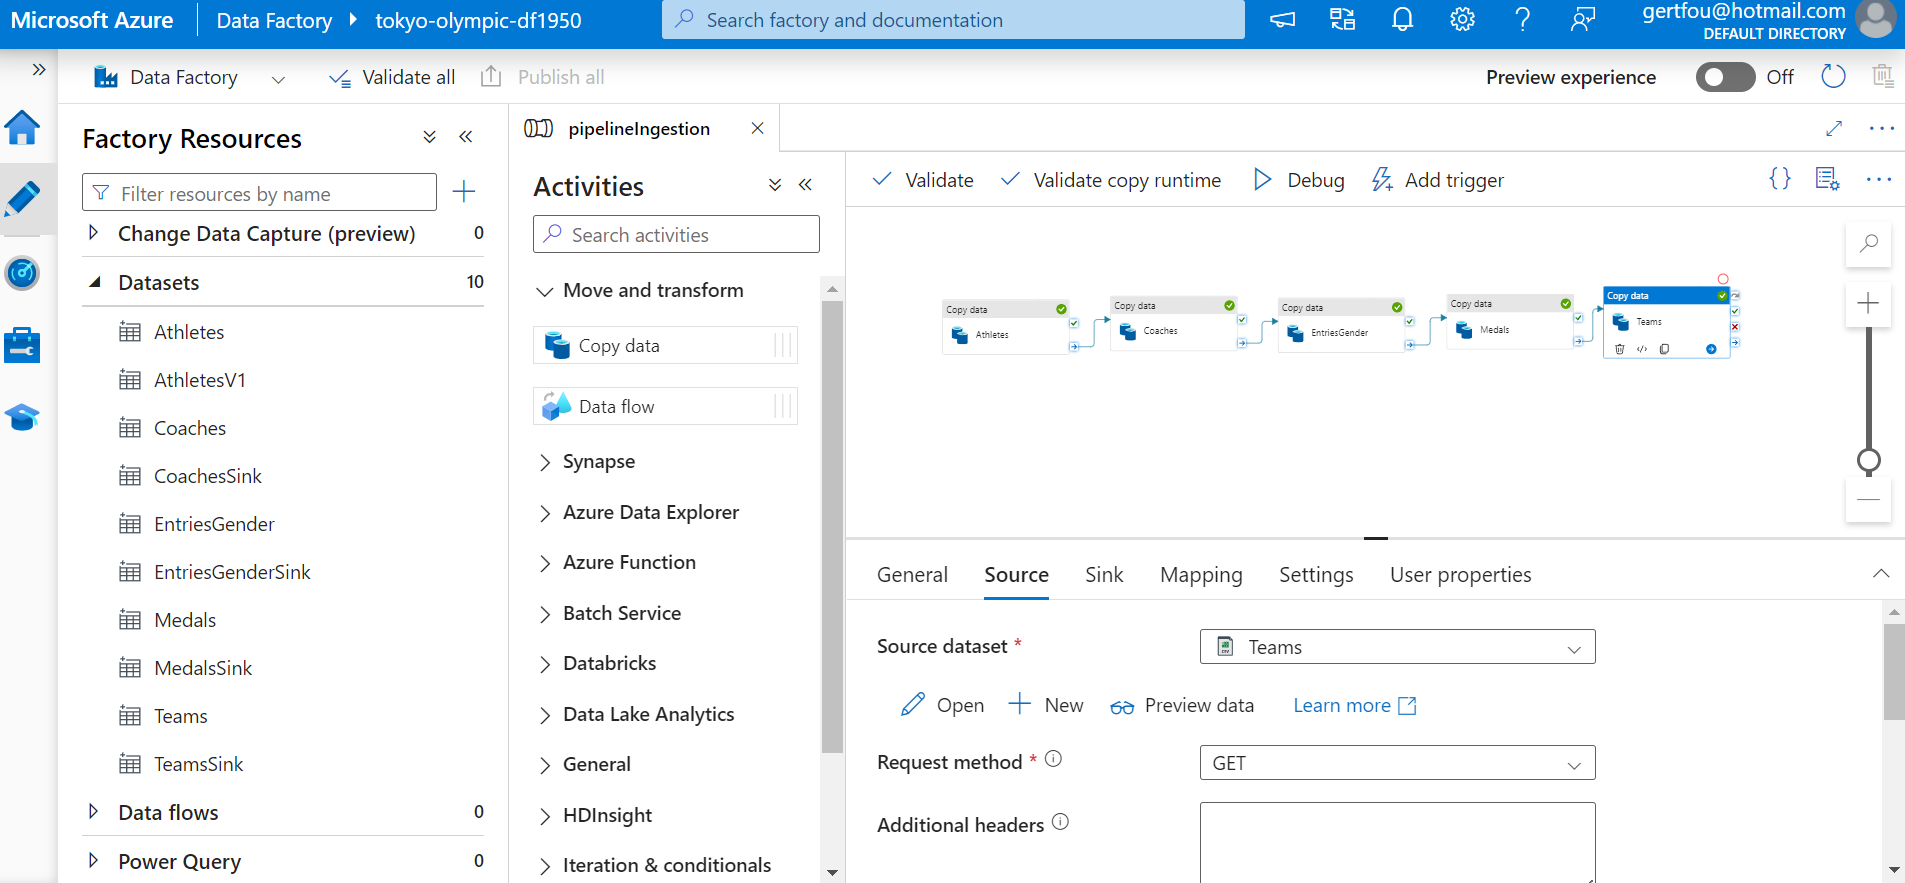 Microsoft Azure
Data Factory
tokyo-olympic-df1950
Search factory and documentation
gertfou@hotmail.com
DEFAULT DIRECTORY
Data Factory
Validate all
Publish all
Preview experience
Off
Factory Resources
Filter resources by name
Change Data Capture (preview) 0
Datasets 10
Athletes
AthletesV1
Coaches
CoachesSink
EntriesGender
EntriesGenderSink
Medals
MedalsSink
Teams
TeamsSink
Data flows 0
Power Query 0
pipelineIngestion
Activities
Search activities
Move and transform
Copy data
Data flow
Synapse
Azure Data Explorer
Azure Function
Batch Service
Databricks
Data Lake Analytics
General
HDInsight
Iteration & conditionals
Validate
Validate copy runtime
Debug
Add trigger
Copy data
Athletes
Copy data
Coaches
Copy data
EntriesGender
Copy data
Medals
Copy data
Teams
General
Source
Sink
Mapping
Settings
User properties
Source dataset *
Teams
Open
New
Preview data
Learn more
Request method *
GET
Additional headers